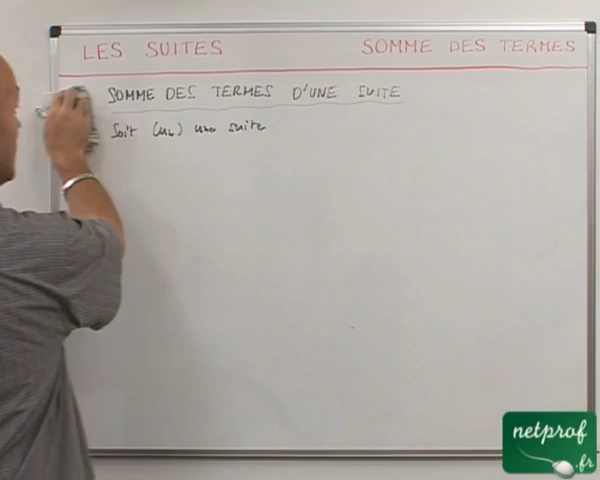 LES SUITES SOMME DES TERMES
SOMME DES TERMES D'UNE SUITE
Soit (un) une suite
netprof
.fr